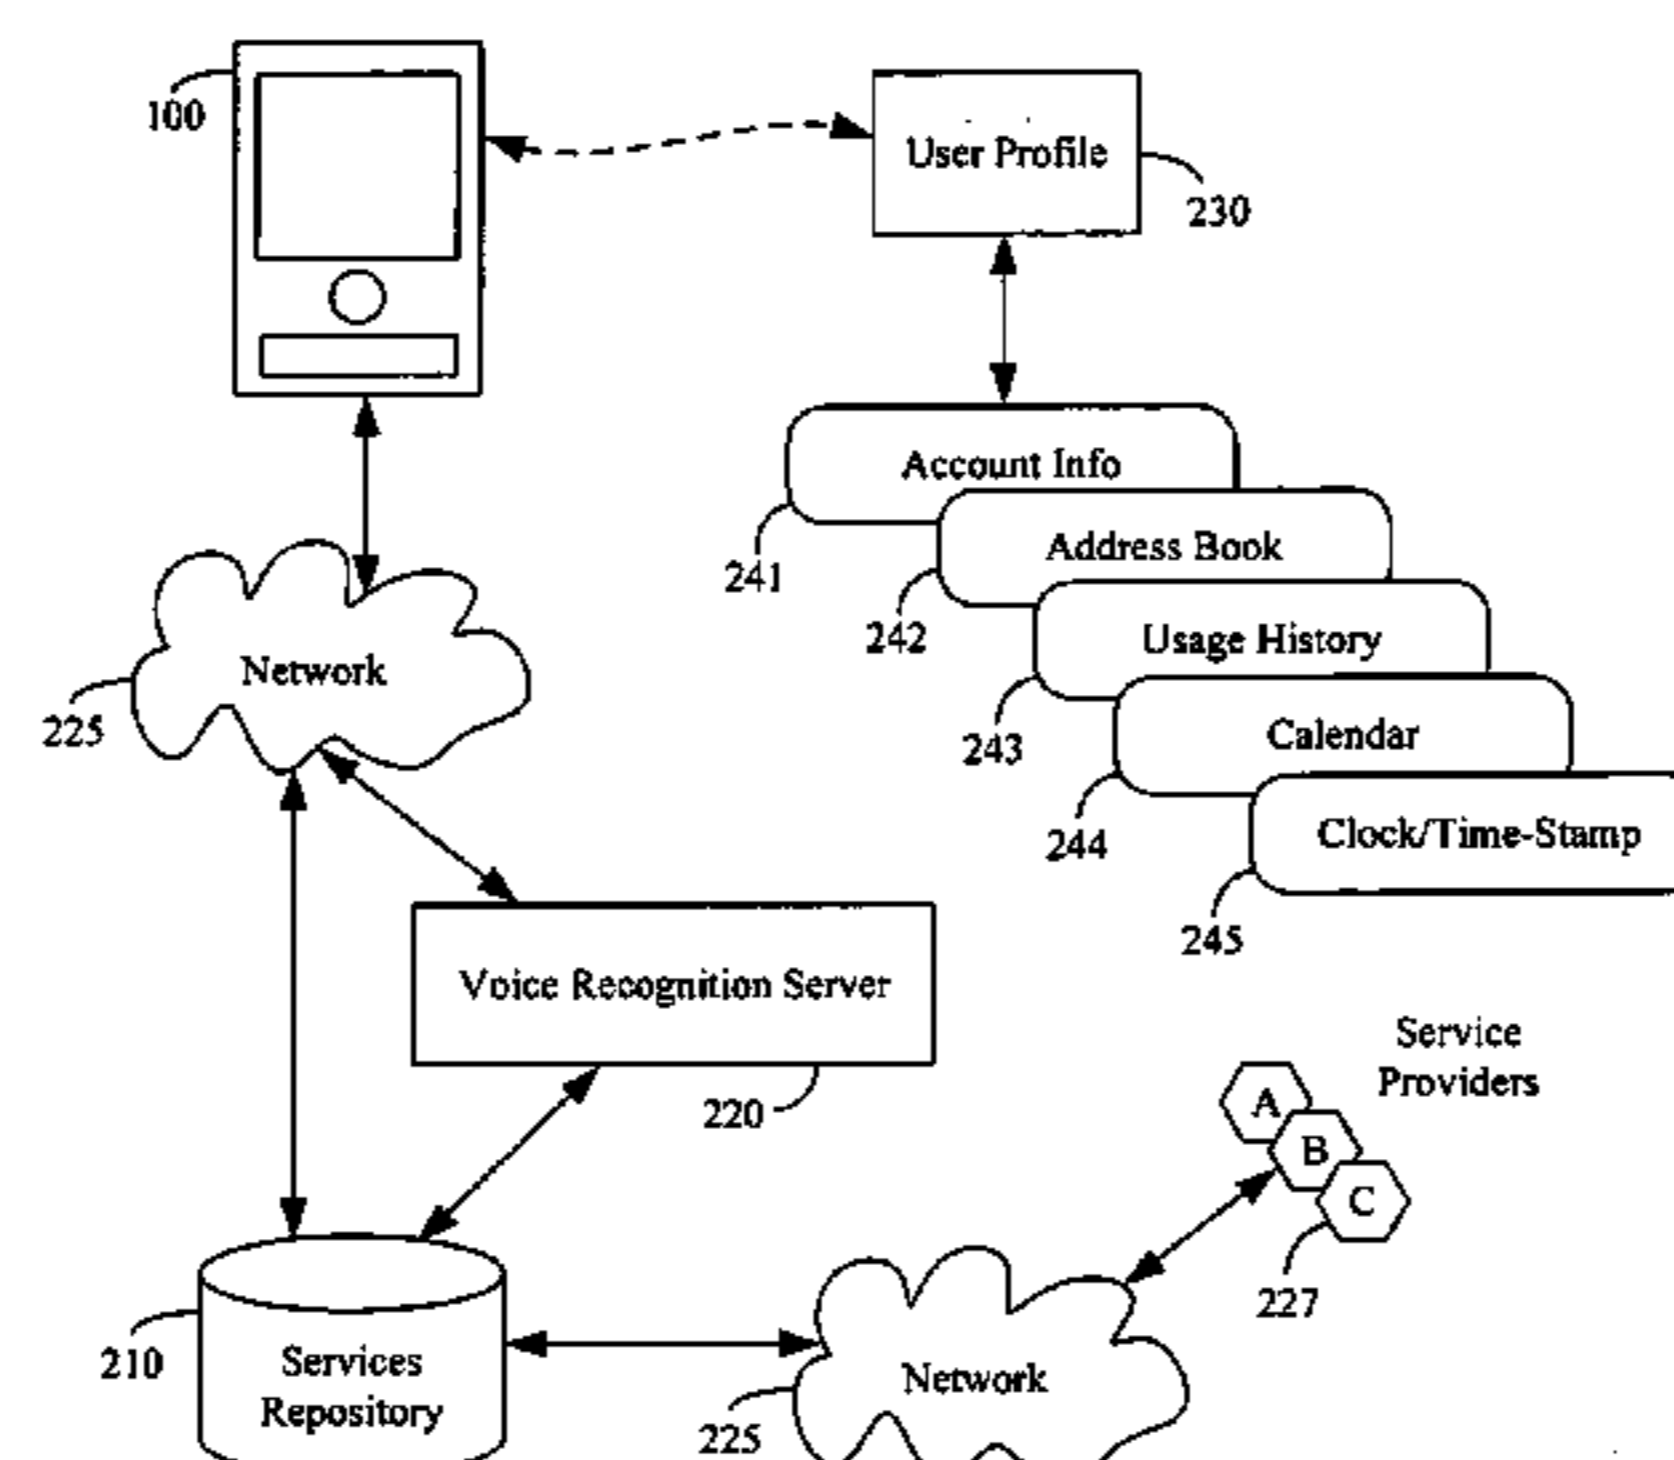 100
User Profile
230
Account Info
241
Address Book
242
Usage History
243
Calendar
244
Clock/Time-Stamp
245
Network
225
Voice Recognition Server
220
Service
Providers
A
B
C
227
210
Services
Repository
Network
225